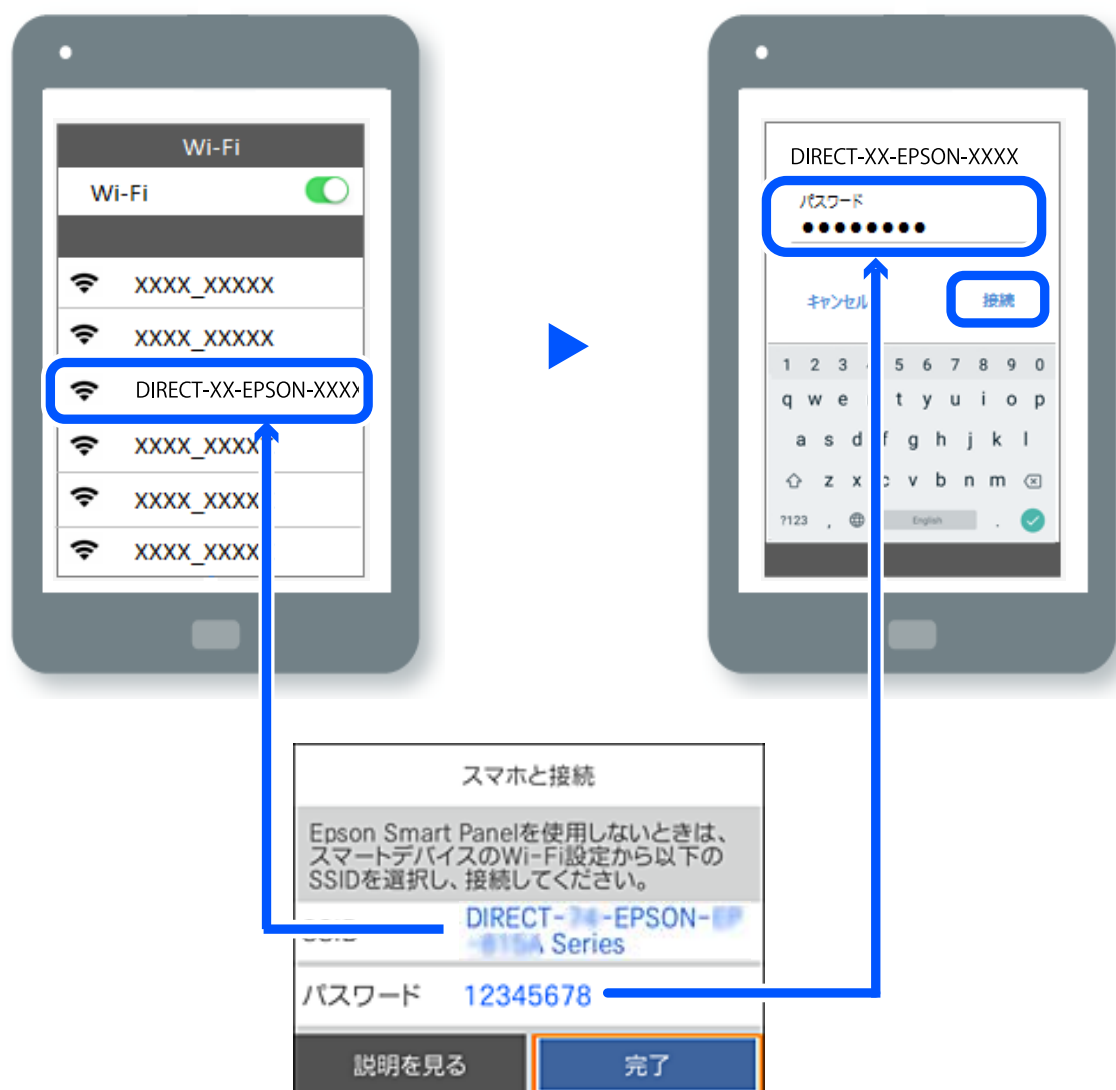 Wi-Fi
Wi-Fi
XXXX_XXXXX
XXXX_XXXXX
DIRECT-XX-EPSON-XXXX
XXXX_XXXX
XXXX_XXXX
XXXX_XXXX
DIRECT-XX-EPSON-XXXX
パスワード
●●●●●●●●
キャンセル
接続
1 2 3 5 6 7 8 9 0
q w e t y u i o p
a s d f g h j k l
z x c v b n m
?123 , English .
スマホと接続
Epson Smart Panelを使用しないときは、
スマートデバイスのWi-Fi設定から以下の
SSIDを選択し、接続してください。
DIRECT- -EPSON-
Series
パスワード 12345678
説明を見る
完了